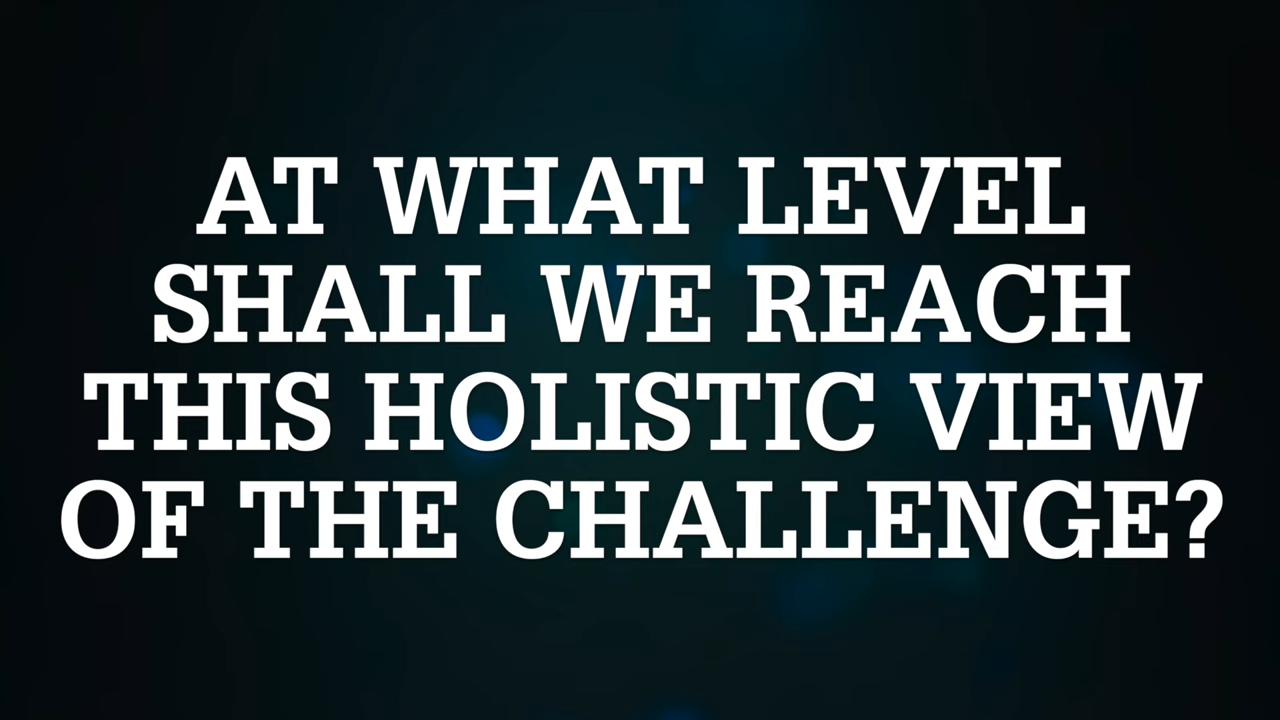 AT WHAT LEVEL
SHALL WE REACH
THIS HOLISTIC VIEW
OF THE CHALLENGE?